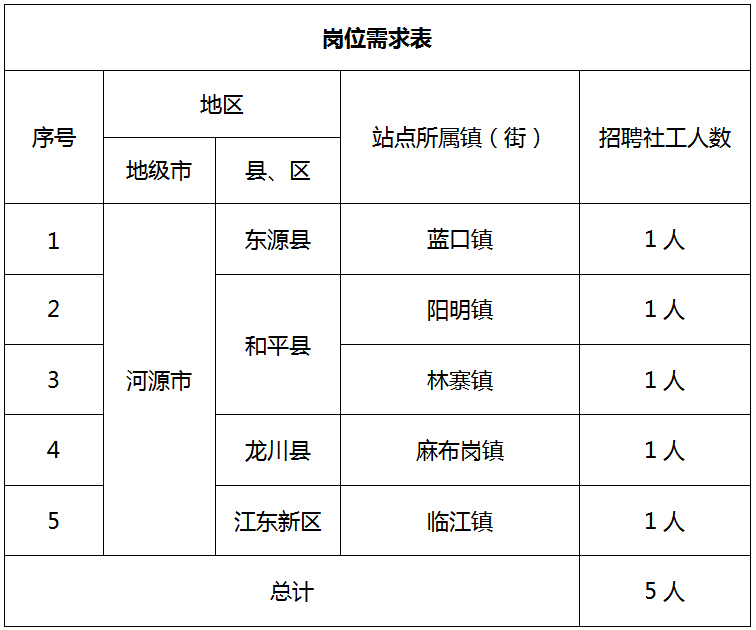 岗位需求表
序号
地区
站点所属镇（街）
招聘社工人数
地级市
县、区
1
河源市
东源县
蓝口镇
1人
2
和平县
阳明镇
1人
3
林寨镇
1人
4
龙川县
麻布岗镇
1人
5
江东新区
临江镇
1人
总计
5人